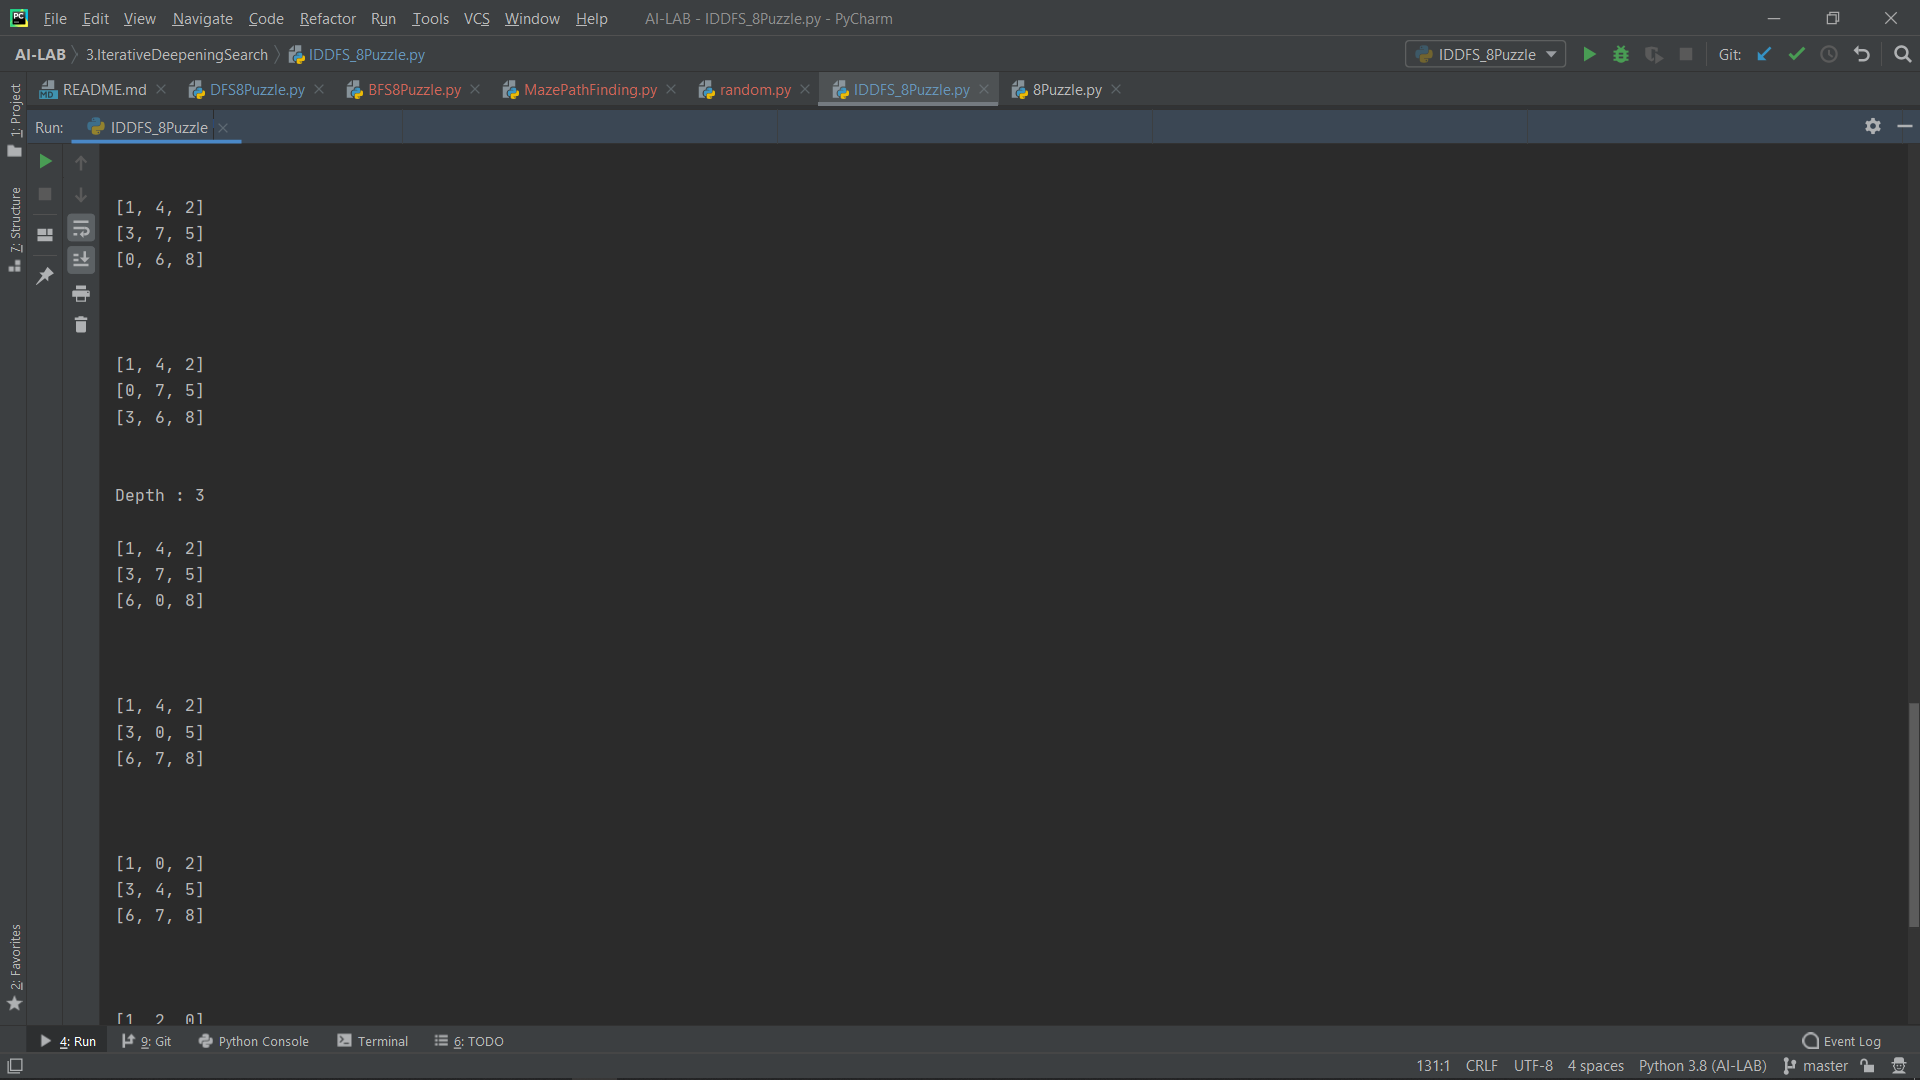 File Edit View Navigate Code Refactor Run Tools VCS Window Help AI-LAB - IDDFS_8Puzzle.py - PyCharm
AI-LAB 3.IterativeDeepeningSearch IDDFS_8Puzzle.py IDDFS_8Puzzle Git:
README.md DFS8Puzzle.py BFS8Puzzle.py MazePathFinding.py random.py IDDFS_8Puzzle.py 8Puzzle.py
Run: IDDFS_8Puzzle
1: Project
7: Structure
2: Favorites
[1, 4, 2]
[3, 7, 5]
[0, 6, 8]
[1, 4, 2]
[0, 7, 5]
[3, 6, 8]
Depth : 3
[1, 4, 2]
[3, 7, 5]
[6, 0, 8]
[1, 4, 2]
[3, 0, 5]
[6, 7, 8]
[1, 0, 2]
[3, 4, 5]
[6, 7, 8]
[1, 2, 0]
4: Run 9: Git Python Console Terminal 6: TODO Event Log
131:1 CRLF UTF-8 4 spaces Python 3.8 (AI-LAB) master